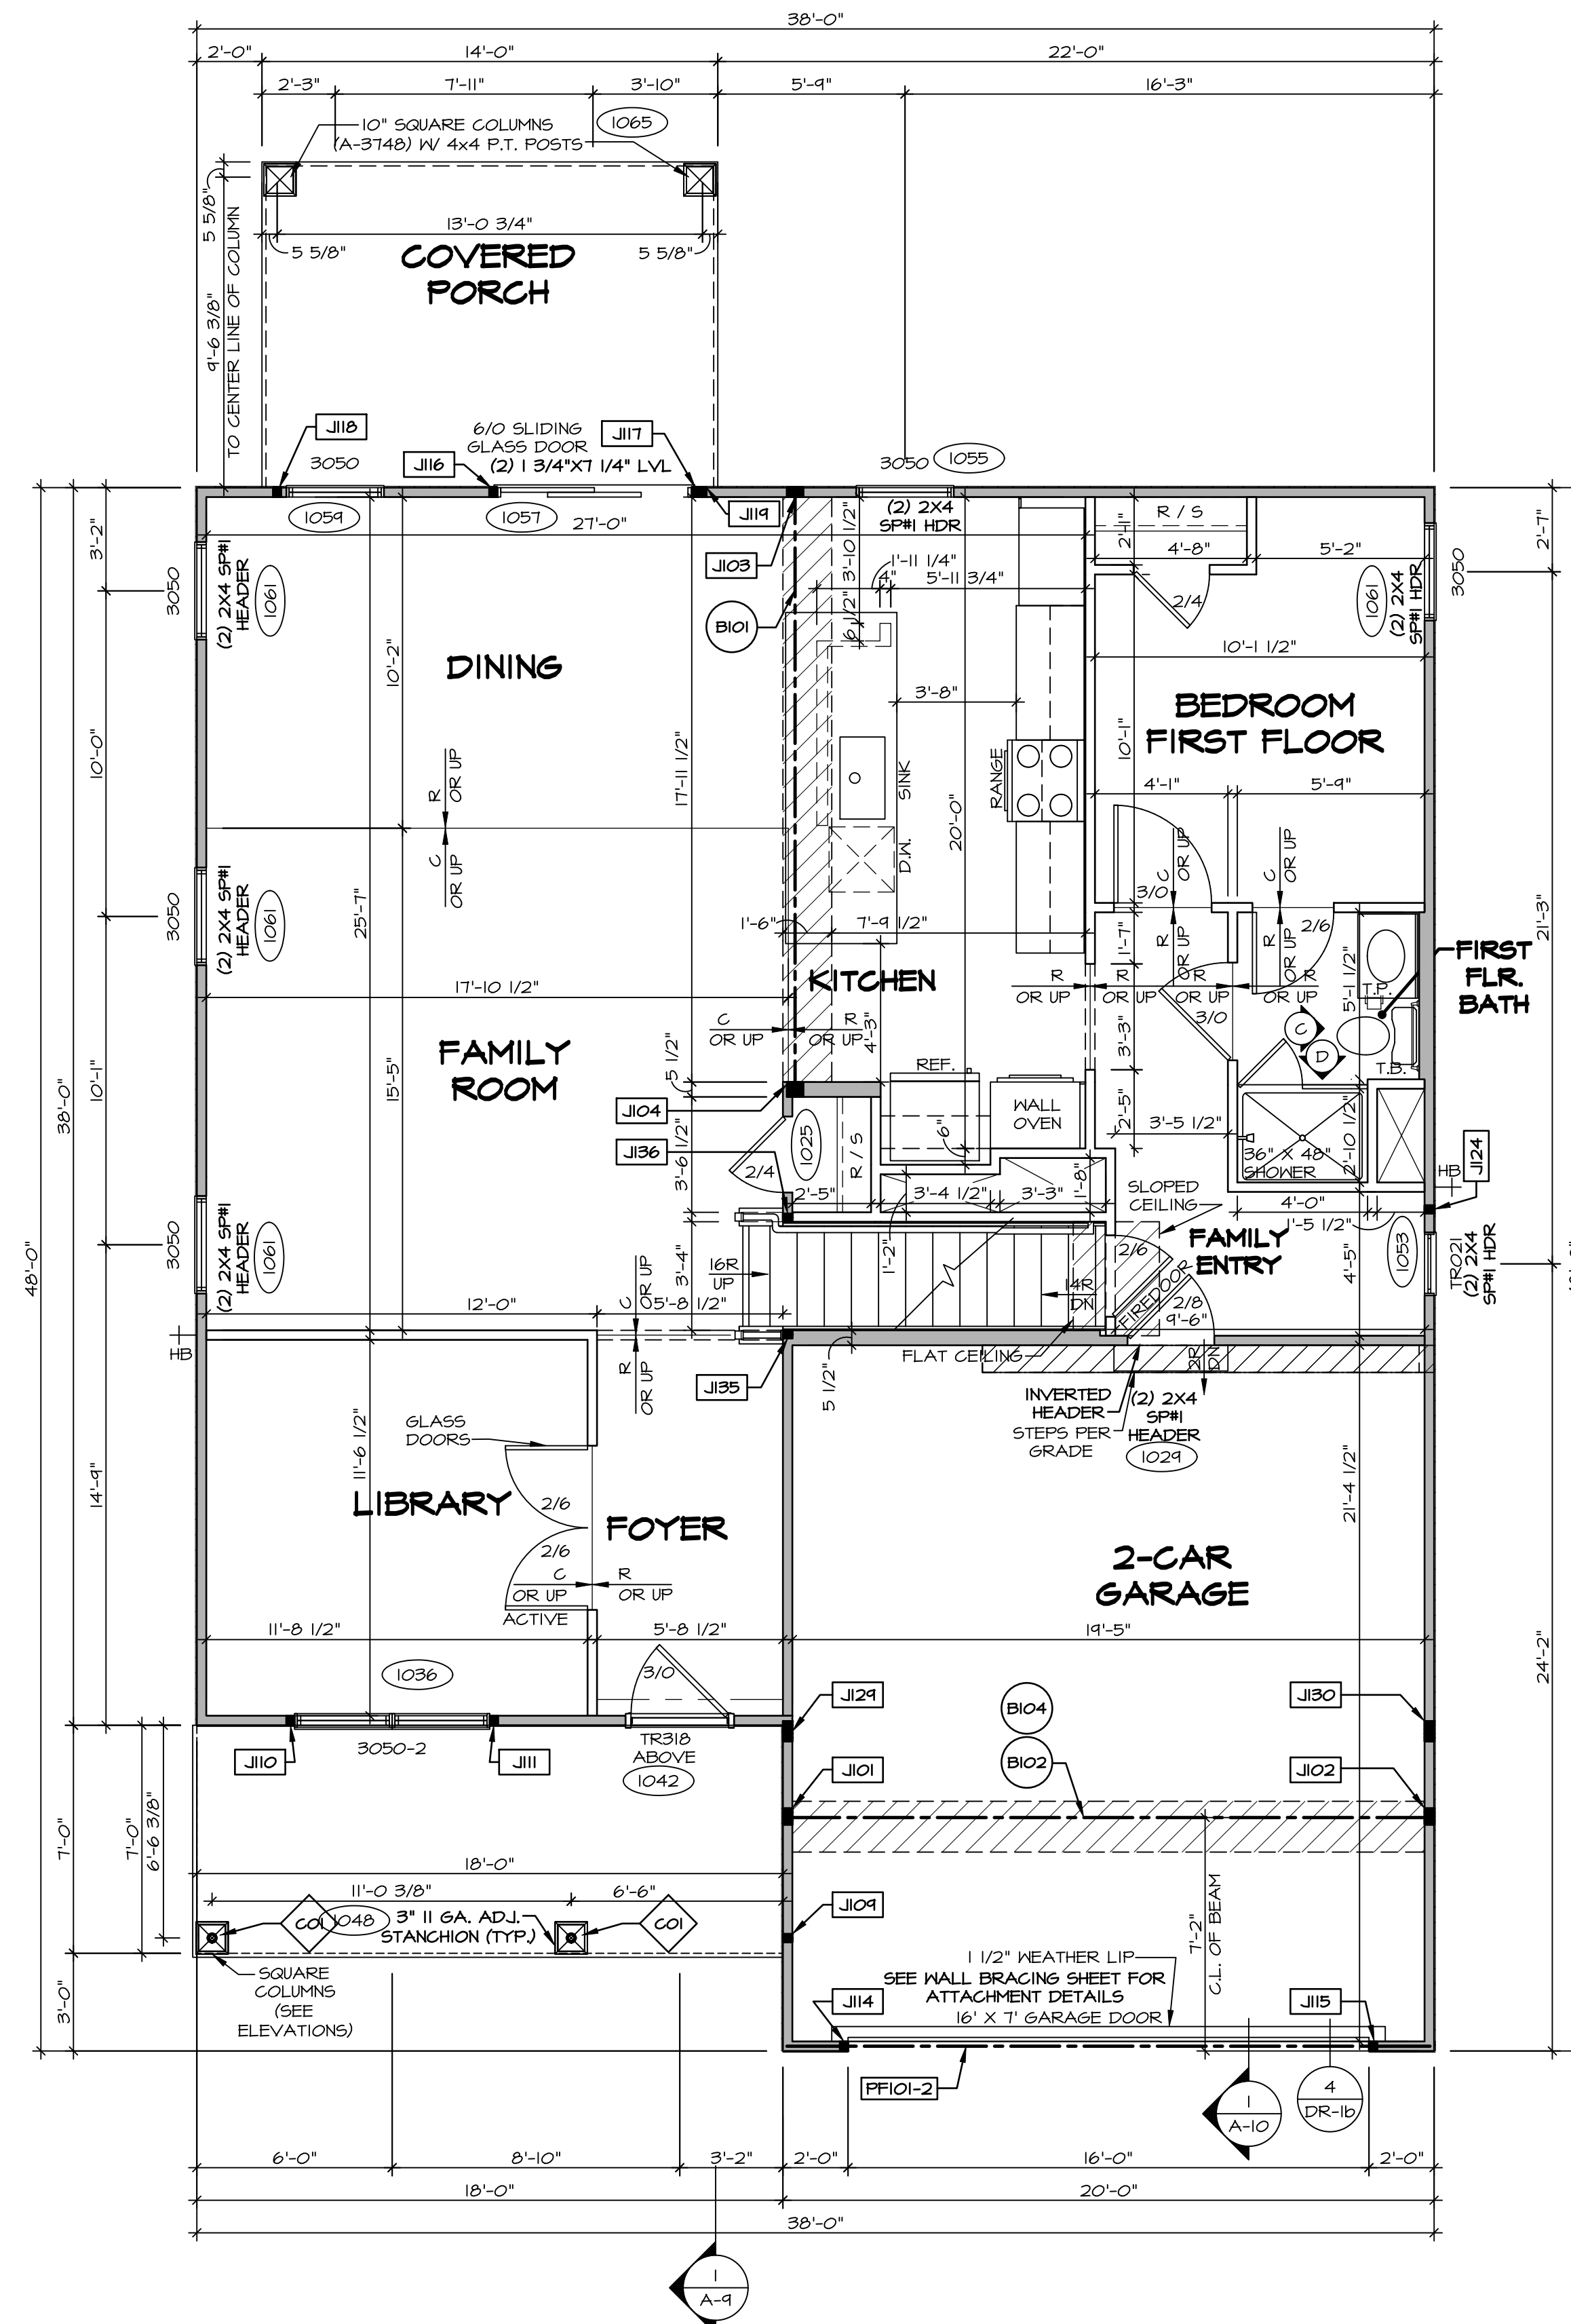 38'-0"
2'-0"
14'-0"
22'-0"
2'-3"
7'-11"
3'-10"
5'-9"
16'-3"
10" SQUARE COLUMNS
(A-3748) W/ 4x4 P.T. POSTS
1065
5 5/8"
13'-0 3/4"
5 5/8"
5 5/8"
COVERED
PORCH
9'-6 3/8"
TO CENTER LINE OF COLUMN
J118
3050
6/0 SLIDING
GLASS DOOR
(2) 1 3/4"X7 1/4" LVL
J116
J117
3050
1055
1059
1057
27'-0"
J119
(2) 2X4
SP#1 HDR
R / S
J103
3'-10 1/2"
1'-11 1/4"
4"
5'-11 3/4"
2'-1"
4'-8"
5'-2"
2'-7"
3'-2"
3050
(2) 2X4 SP#1
HEADER
1061
B101
6 1/2"
2/4
1061
(2) 2X4
SP#1 HDR
3050
10'-2"
DINING
10'-1 1/2"
3'-8"
BEDROOM
FIRST FLOOR
10'-0"
17'-11 1/2"
SINK
RANGE
10'-1"
4'-1"
5'-9"
R
OR UP
C
OR UP
D.W.
20'-0"
C
OR UP
C
OR UP
3/0
2/6
3050
(2) 2X4 SP#1
HEADER
1061
25'-7"
1'-6"
7'-9 1/2"
1'-7"
R
OR UP
R
OR UP
21'-3"
FIRST
FLR.
BATH
KITCHEN
17'-10 1/2"
R
OR UP
R
OR UP
R
OR UP
R
OR UP
5'-1 1/2"
T.P.
3/0
C
OR UP
R
OR UP
4'-3"
3'-3"
C
D
FAMILY
ROOM
10'-1"
38'-0"
15'-5"
5 1/2"
REF.
T.B.
J104
WALL
OVEN
2'-5"
3'-5 1/2"
2'-10 1/2"
J136
3'-6 1/2"
1025
R / S
6"
36" X 48"
SHOWER
HB
J124
2/4
2'-5"
3'-4 1/2"
3'-3"
1'-8"
SLOPED
CEILING
4'-0"
1'-5 1/2"
3050
(2) 2X4 SP#1
HEADER
1061
48'-0"
3'-4"
16R
UP
1'-2"
2/6
14R
DN
FAMILY
ENTRY
4'-5"
1053
TR021
(2) 2X4
SP#1 HDR
FIREDOOR
2/8
9'-6"
12'-0"
5'-8 1/2"
C
OR UP
R
OR UP
HB
FLAT CEILING
2R
DN
J135
5 1/2"
INVERTED
HEADER
(2) 2X4
SP#1
HEADER
STEPS PER
GRADE
1029
GLASS
DOORS
14'-9"
11'-6 1/2"
21'-4 1/2"
LIBRARY
2/6
2/6
FOYER
2-CAR
GARAGE
C
OR UP
R
OR UP
ACTIVE
11'-8 1/2"
5'-8 1/2"
19'-5"
24'-2"
1036
3/0
J129
B104
J130
J110
3050-2
J111
TR318
ABOVE
1042
J101
B102
J102
7'-0"
7'-0"
6'-6 3/8"
18'-0"
11'-0 3/8"
6'-6"
CO1
1048
3" 11 GA. ADJ.
STANCHION (TYP.)
CO1
J109
7'-2"
C.L. OF BEAM
SQUARE
COLUMNS
(SEE
ELEVATIONS)
3'-0"
1 1/2" WEATHER LIP
SEE WALL BRACING SHEET FOR
ATTACHMENT DETAILS
16' X 7' GARAGE DOOR
J114
J115
PF101-2
1
A-10
4
DR-1b
6'-0"
8'-10"
3'-2"
2'-0"
16'-0"
2'-0"
18'-0"
20'-0"
38'-0"
1
A-9